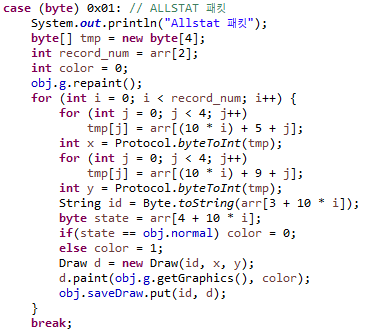 case (byte) 0x01: // ALLSTAT 패킷
System.out.println("Allstat 패킷");
byte[] tmp = new byte[4];
int record_num = arr[2];
int color = 0;
obj.g.repaint();
for (int i = 0; i < record_num; i++) {
for (int j = 0; j < 4; j++)
tmp[j] = arr[(10 * i) + 5 + j];
int x = Protocol.byteToInt(tmp);
for (int j = 0; j < 4; j++)
tmp[j] = arr[(10 * i) + 9 + j];
int y = Protocol.byteToInt(tmp);
String id = Byte.toString(arr[3 + 10 * i]);
byte state = arr[4 + 10 * i];
if(state == obj.normal) color = 0;
else color = 1;
Draw d = new Draw(id, x, y);
d.paint(obj.g.getGraphics(), color);
obj.saveDraw.put(id, d);
}
break;